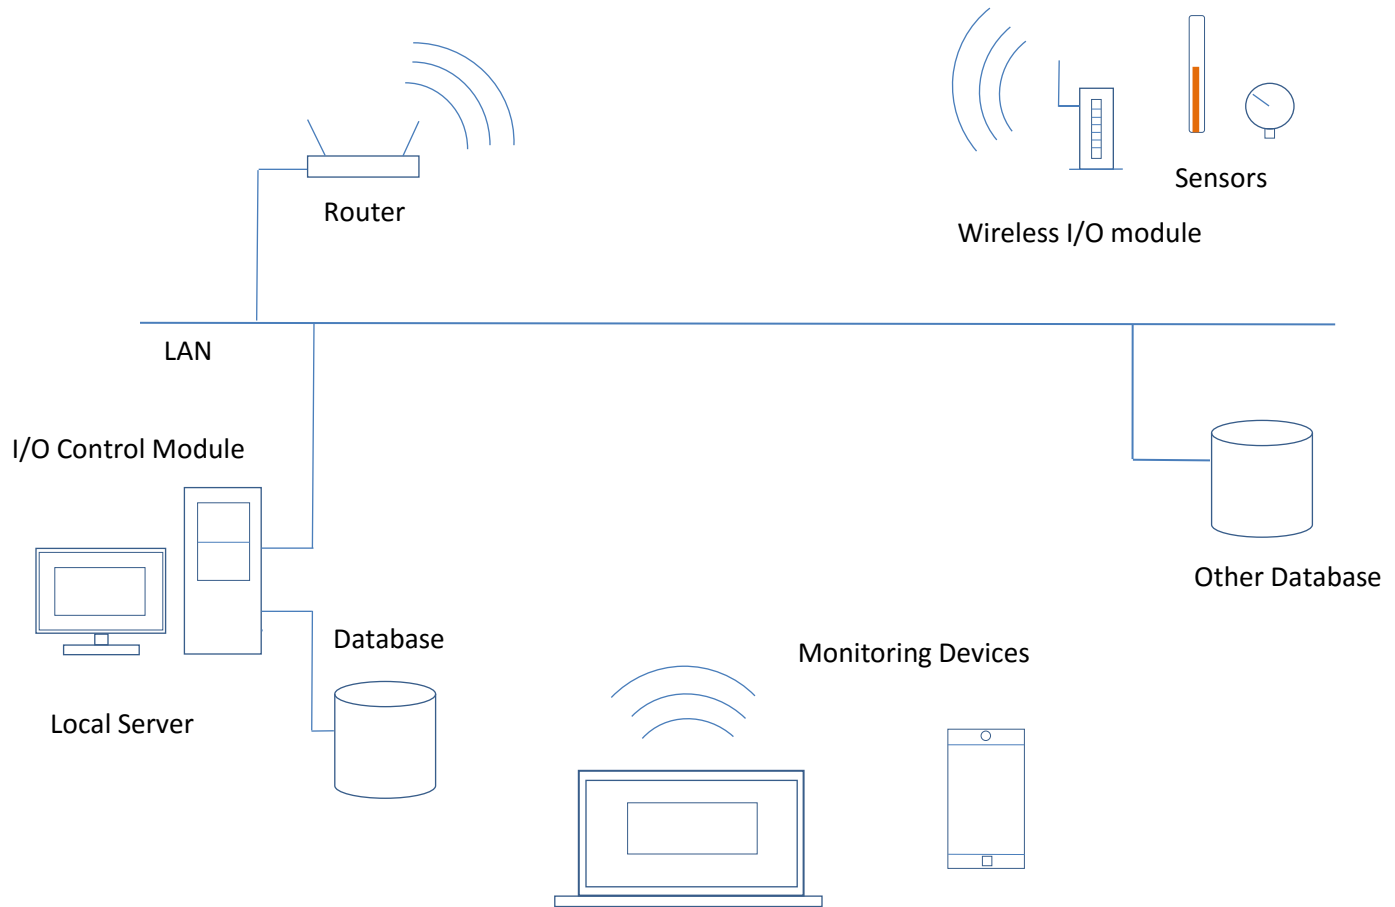 Router
Sensors
Wireless I/O module
LAN
I/O Control Module
Other Database
Database
Monitoring Devices
Local Server